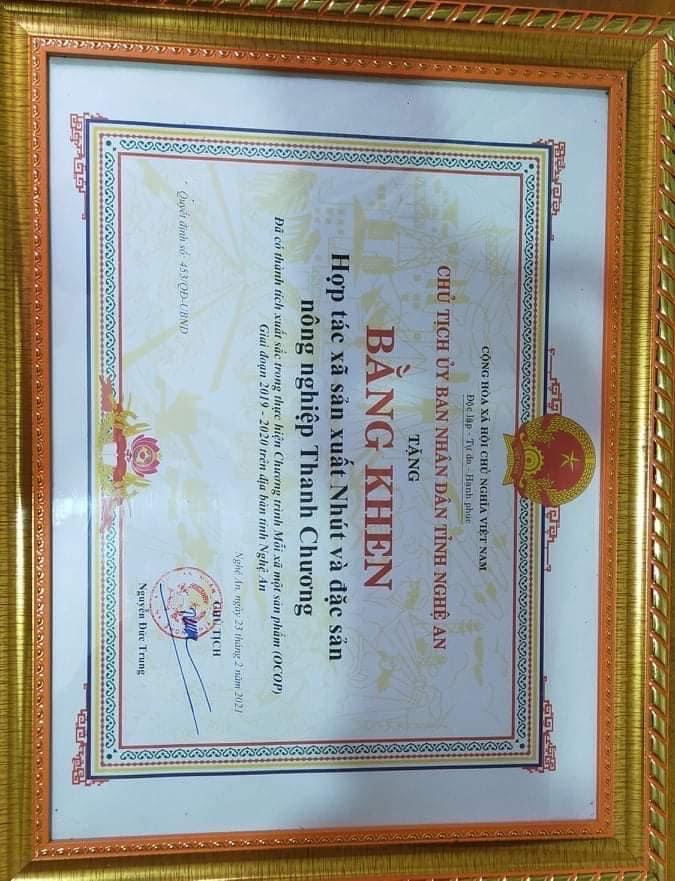 CỘNG HÒA XÃ HỘI CHỦ NGHĨA VIỆT NAM
Độc lập - Tự do - Hạnh phúc
CHỦ TỊCH ỦY BAN NHÂN DÂN TỈNH NGHỆ AN
TẶNG
BẰNG KHEN
Hợp tác xã sản xuất Nhút và đặc sản
nông nghiệp Thanh Chương
Đã có thành tích xuất sắc trong thực hiện Chương trình Mỗi xã một sản phẩm (OCOP)
Giai đoạn 2019 - 2020 trên địa bàn tỉnh Nghệ An
Nghệ An, ngày 23 tháng 2 năm 2021
CHỦ TỊCH
Nguyễn Đức Trung
Quyết định số: 453/QĐ-UBND